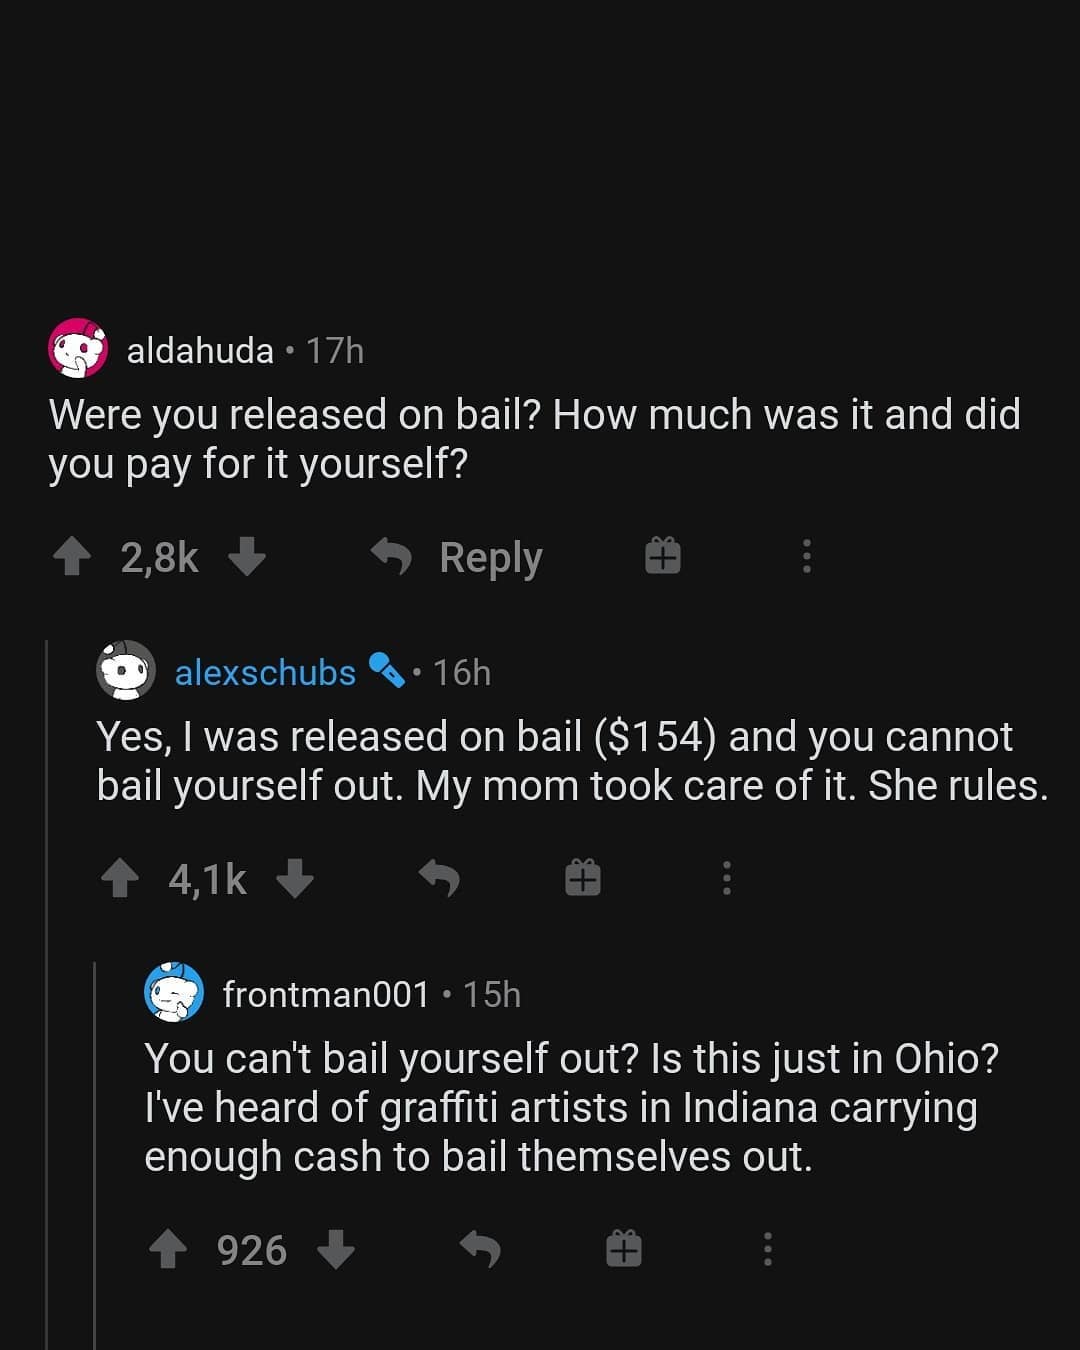 aldahuda • 17h
Were you released on bail? How much was it and did
you pay for it yourself?
2,8k Reply
alexschubs • 16h
Yes, I was released on bail ($154) and you cannot
bail yourself out. My mom took care of it. She rules.
4,1k
frontman001 • 15h
You can't bail yourself out? Is this just in Ohio?
I've heard of graffiti artists in Indiana carrying
enough cash to bail themselves out.
926